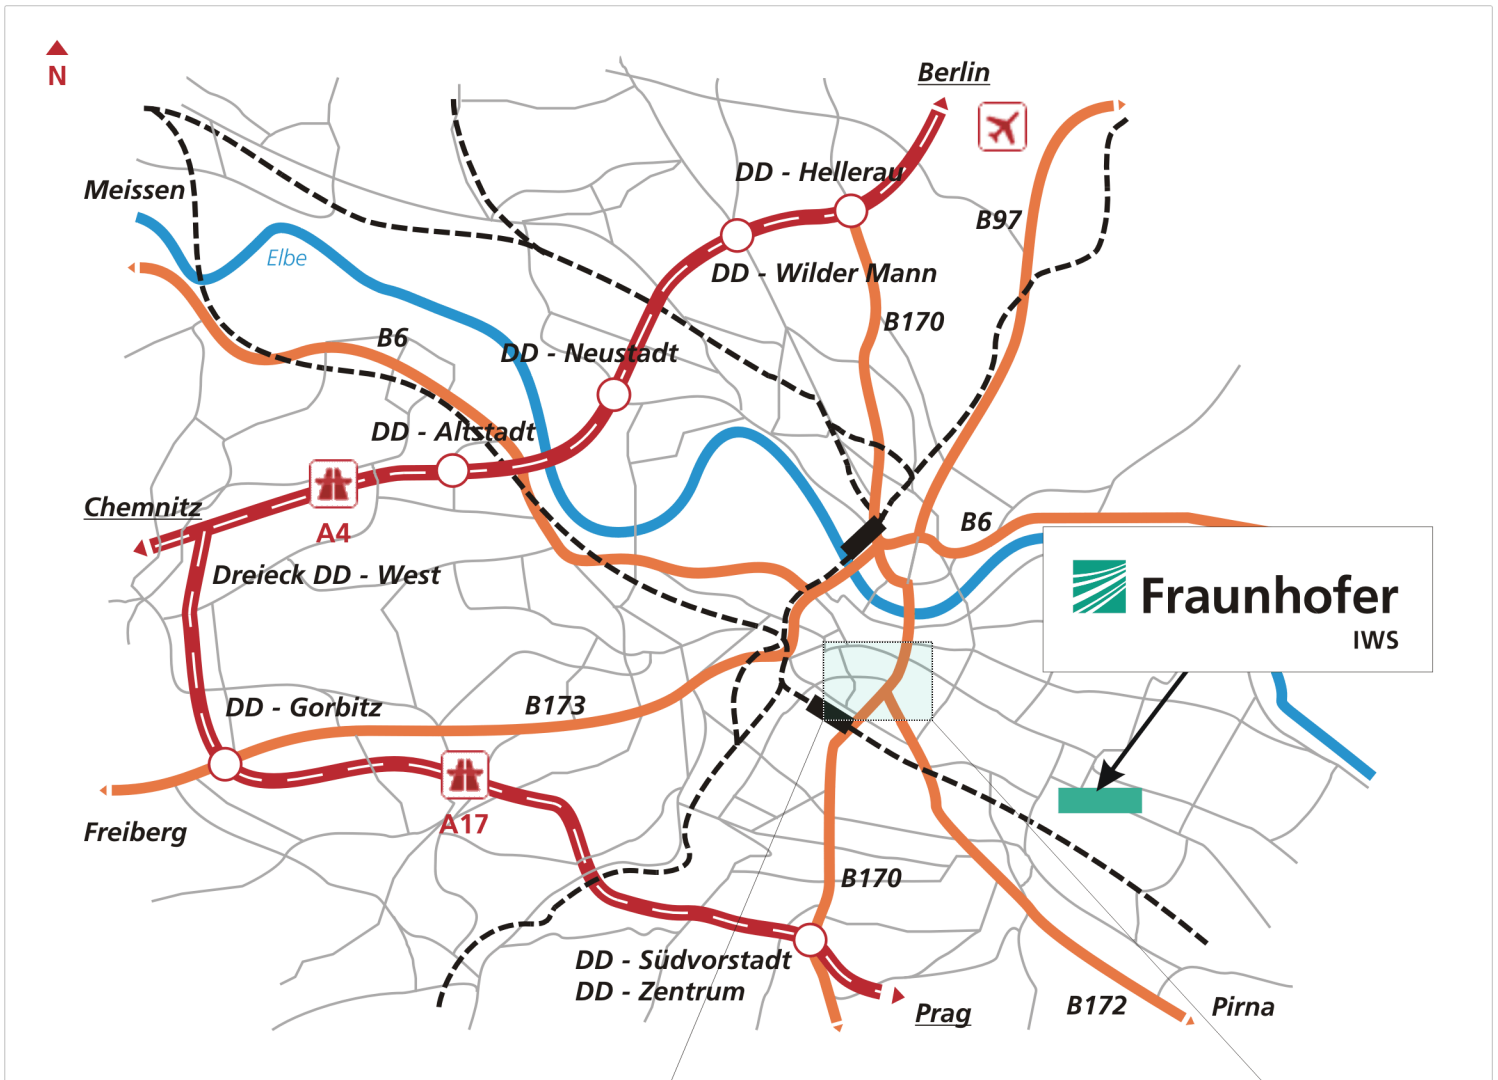 N
Berlin
DD - Hellerau
Meissen
B97
Elbe
DD - Wilder Mann
B170
B6
DD - Neustadt
DD - Altstadt
Chemnitz
A4
B6
Dreieck DD - West
Fraunhofer
IWS
DD - Gorbitz
B173
Freiberg
A17
B170
DD - Südvorstadt
DD - Zentrum
Prag
B172
Pirna